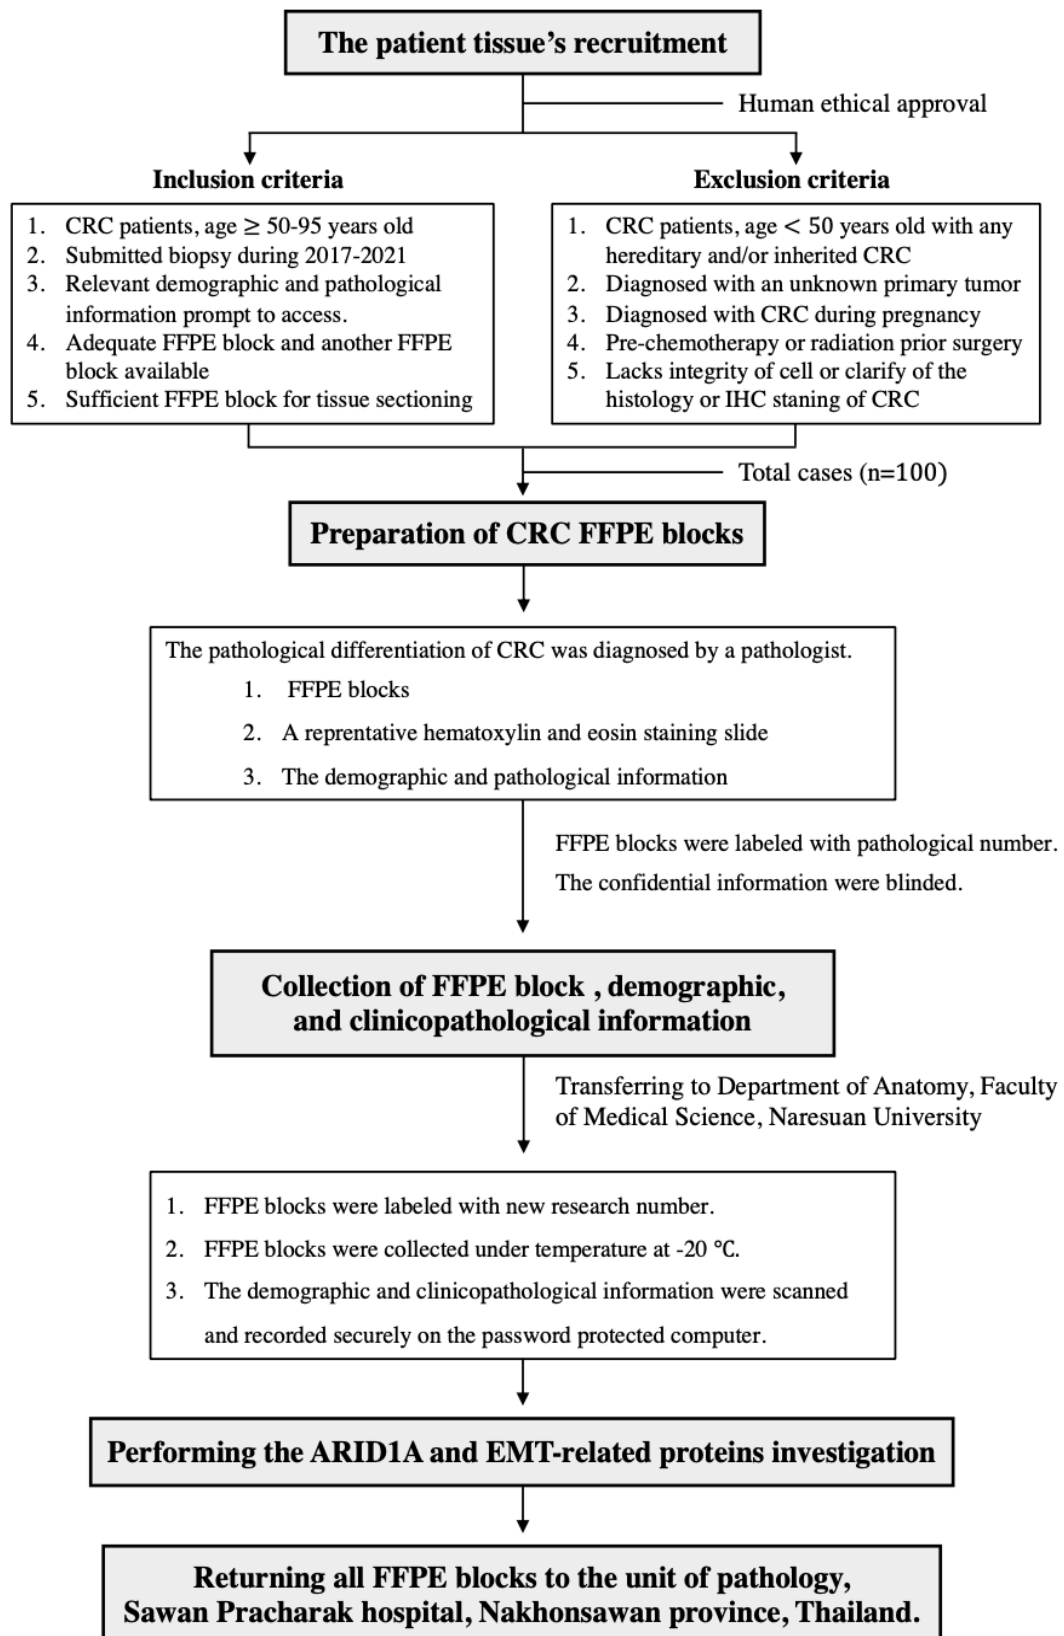 The patient tissue's recruitment
Human ethical approval
Inclusion criteria
1. CRC patients, age ≥ 50-95 years old
2. Submitted biopsy during 2017-2021
3. Relevant demographic and pathological
information prompt to access.
4. Adequate FFPE block and another FFPE
block available
5. Sufficient FFPE block for tissue sectioning
Exclusion criteria
1. CRC patients, age < 50 years old with any
hereditary and/or inherited CRC
2. Diagnosed with an unknown primary tumor
3. Diagnosed with CRC during pregnancy
4. Pre-chemotherapy or radiation prior surgery
5. Lacks integrity of cell or clarify of the
histology or IHC staning of CRC
Total cases (n=100)
Preparation of CRC FFPE blocks
The pathological differentiation of CRC was diagnosed by a pathologist.
1. FFPE blocks
2. A reprentative hematoxylin and eosin staining slide
3. The demographic and pathological information
FFPE blocks were labeled with pathological number.
The confidential information were blinded.
Collection of FFPE block , demographic,
and clinicopathological information
Transferring to Department of Anatomy, Faculty
of Medical Science, Naresuan University
1. FFPE blocks were labeled with new research number.
2. FFPE blocks were collected under temperature at -20 °C.
3. The demographic and clinicopathological information were scanned
and recorded securely on the password protected computer.
Performing the ARID1A and EMT-related proteins investigation
Returning all FFPE blocks to the unit of pathology,
Sawan Pracharak hospital, Nakhonsawan province, Thailand.